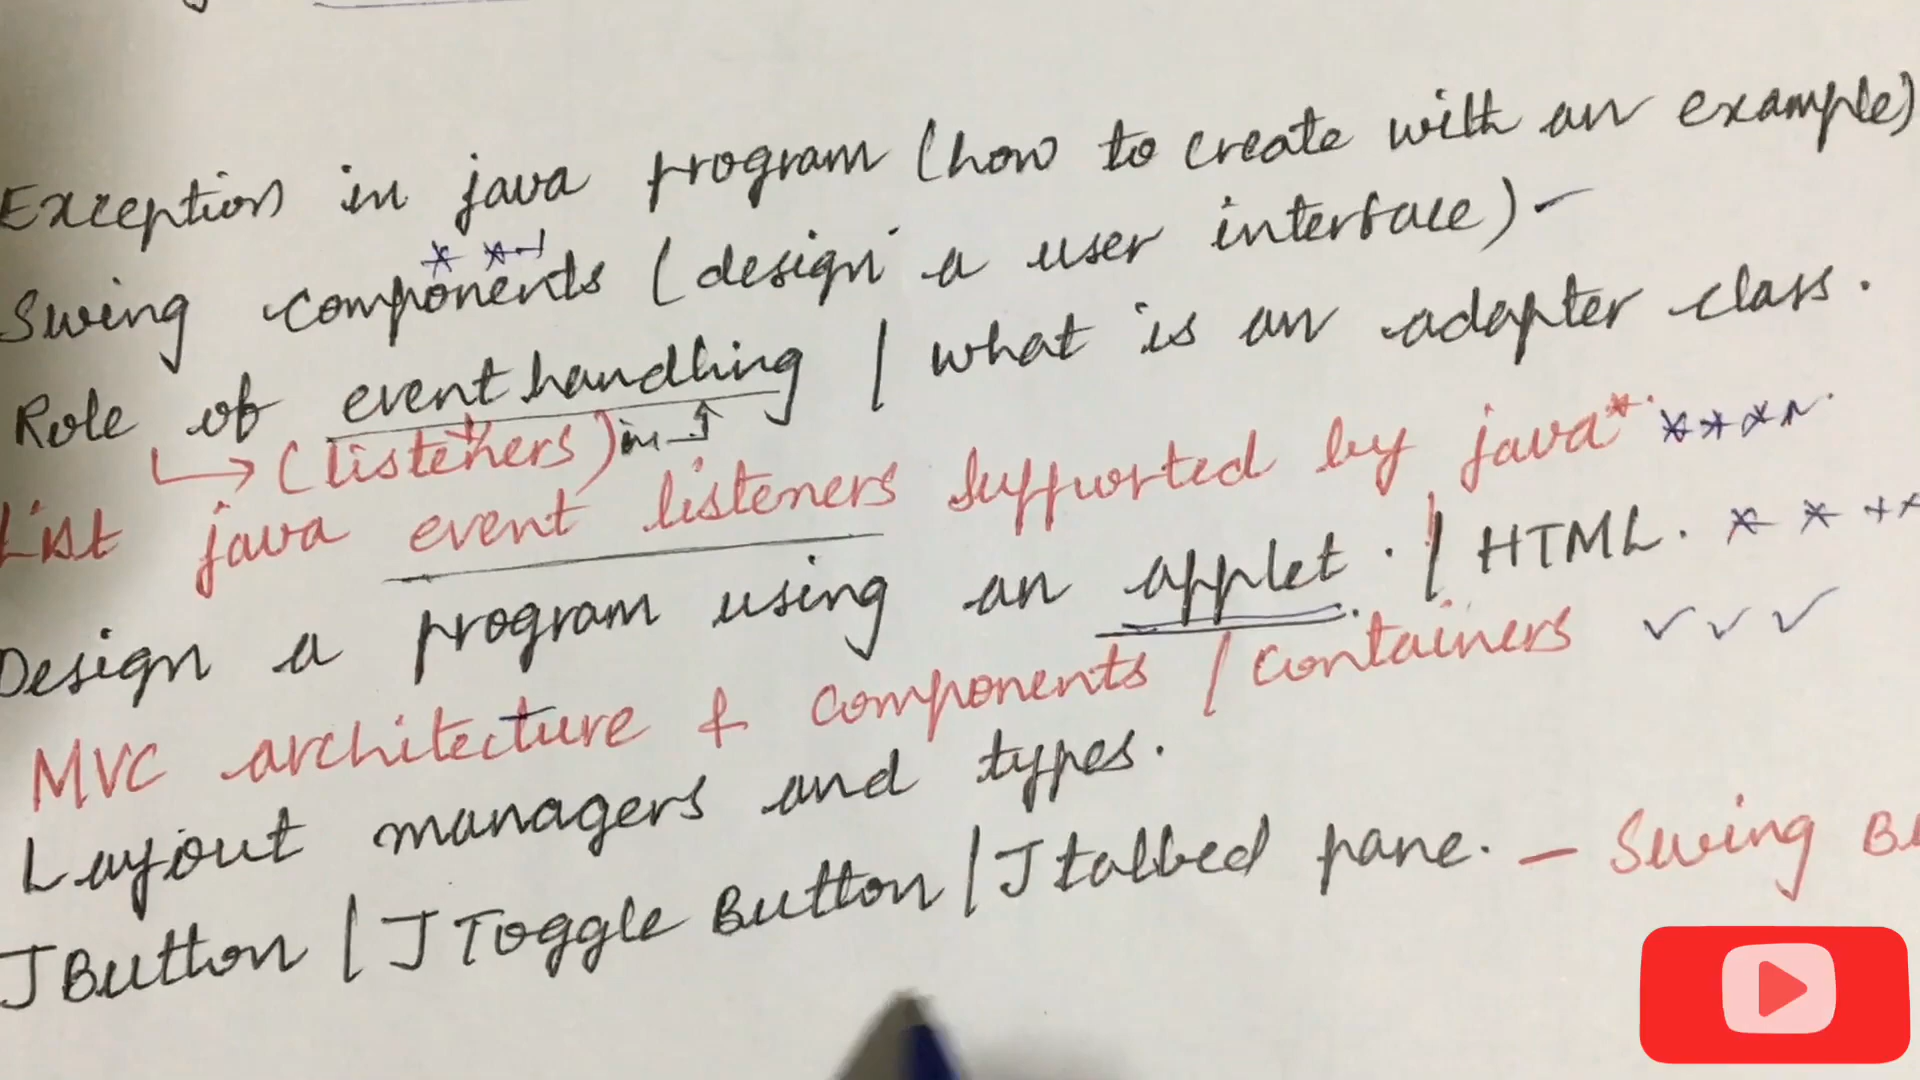 Exception in java program (how to create with an example)
Swing components (design a user interface) -
Role of event handling / what is an adapter class.
(listeners) in
List java event listeners supported by java * ****
Design a program using an applet. / HTML. ****
MVC architecture & components / containers ✓✓✓
Layout managers and types.
JButton / JToggle Button / Jtabbed pane. - Swing